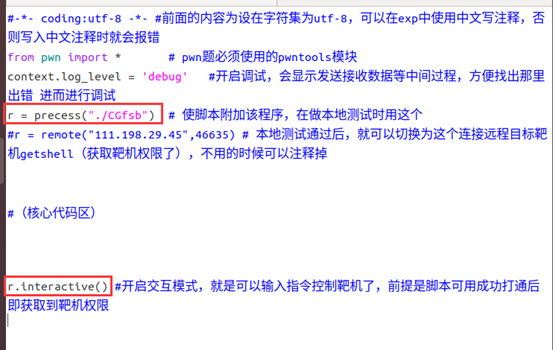 #-*- coding:utf-8 -*- #前面的内容为设在字符集为utf-8，可以在exp中使用中文写注释，否
则写入中文注释时就会报错
from pwn import *       # pwn题必须使用的pwntools模块
context.log_level = 'debug'   #开启调试，会显示发送接收数据等中间过程，方便找出那里
出错 进而进行调试
r = precess("./CGfsb")  # 使脚本附加该程序，在做本地测试时用这个
#r = remote("111.198.29.45",46635) # 本地测试通过后，就可以切换为这个连接远程目标靶
机getshell（获取靶机权限了），不用的时候可以注释掉
#（核心代码区）
r.interactive() #开启交互模式，就是可以输入指令控制靶机了，前提是脚本可用成功打通后
即获取到靶机权限